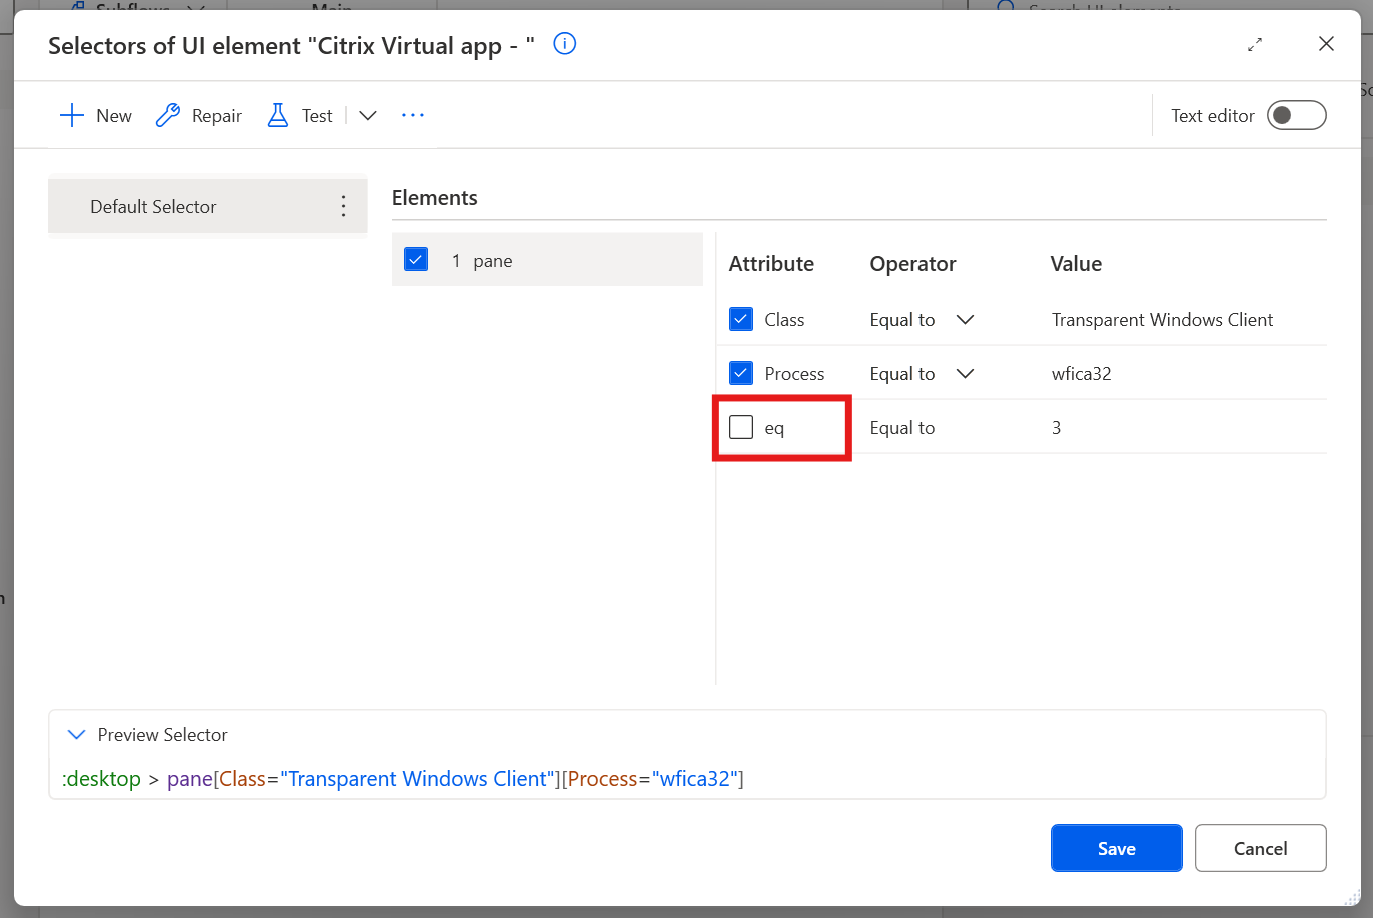 Selectors of UI element "Citrix Virtual app - "
New Repair Test
Text editor
Default Selector
Elements
1 pane
Attribute Operator Value
Class Equal to Transparent Windows Client
Process Equal to wfica32
eq Equal to 3
Preview Selector
:desktop > pane[Class="Transparent Windows Client"][Process="wfica32"]
Save Cancel